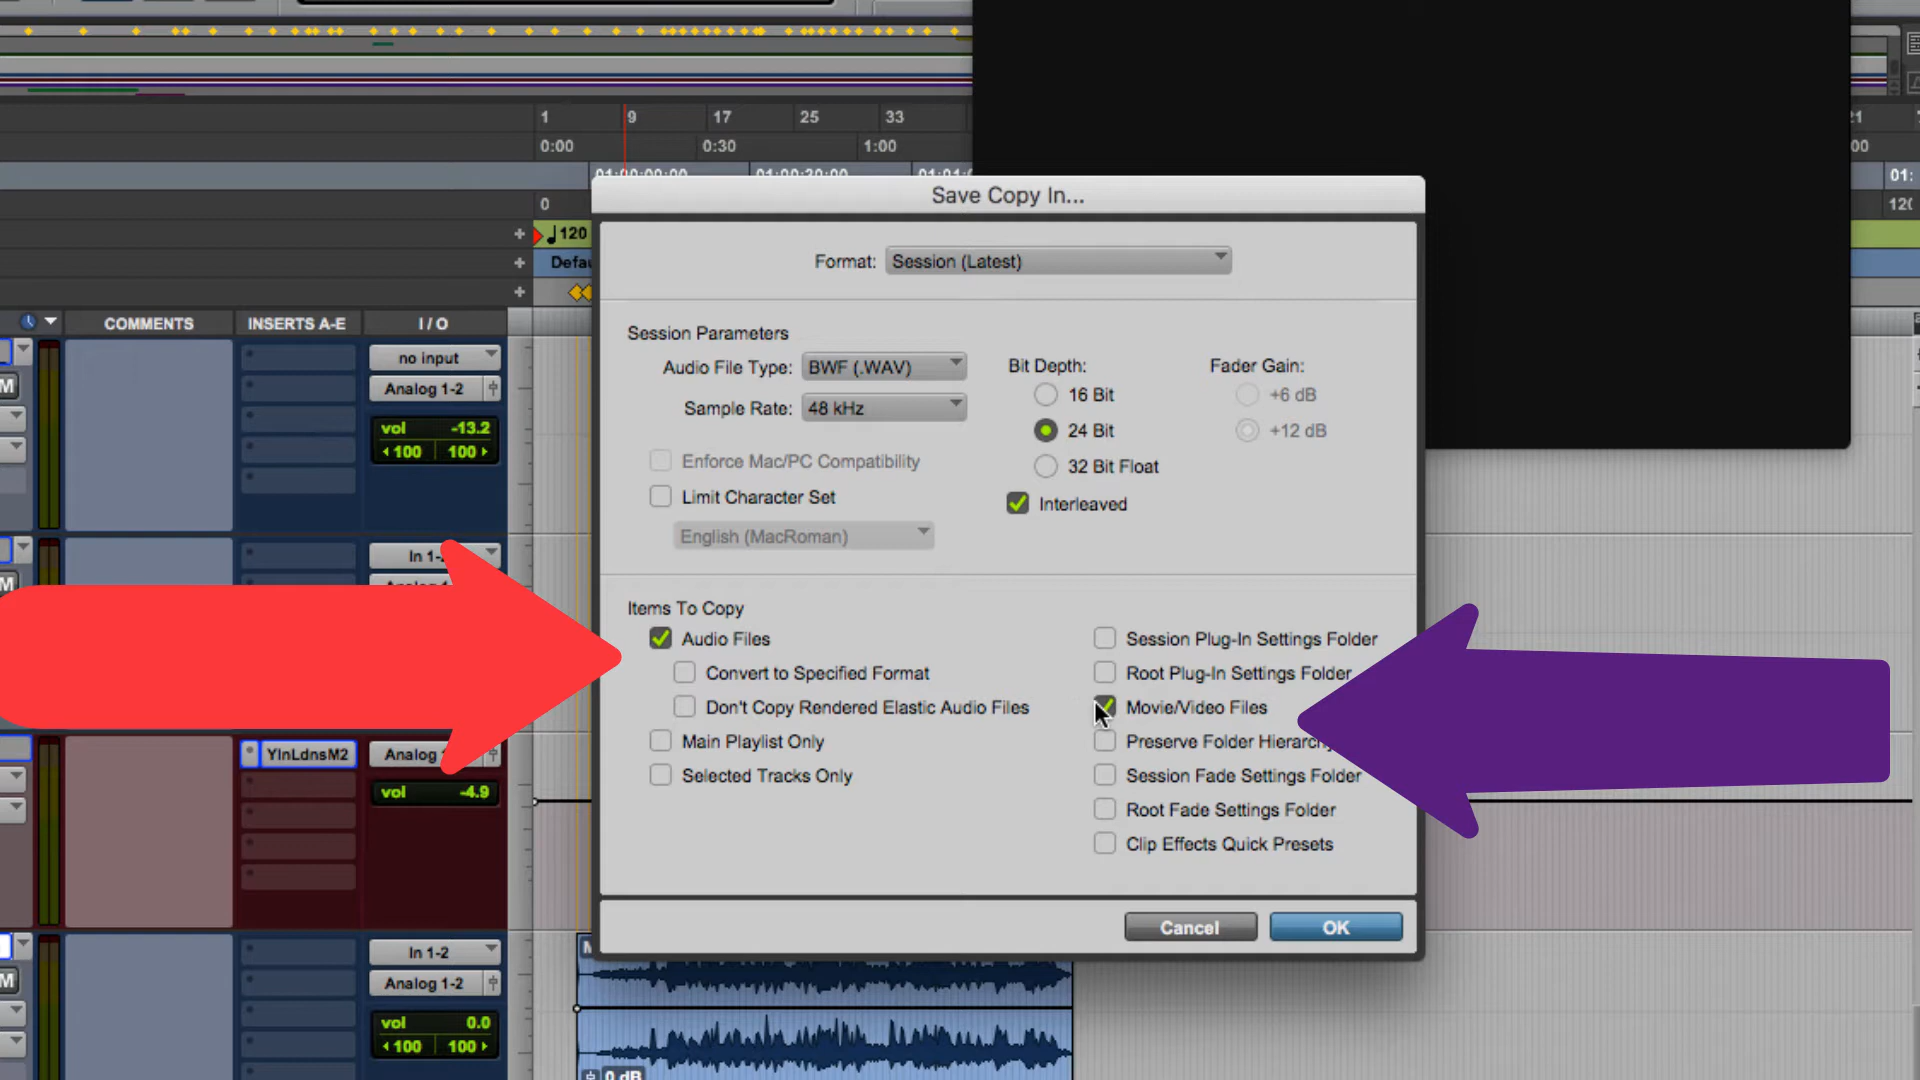 1 9 17 25 33
0:00 0:30 1:00
0
120
COMMENTS INSERTS A-E I / O
no input
Analog 1-2
vol -13.2
100 100
YInLdnsM2
vol -4.9
In 1-2
Analog 1-2
vol 0.0
100 100
0 dB
Save Copy In...
Format: Session (Latest)
Session Parameters
Audio File Type: BWF (.WAV)
Sample Rate: 48 kHz
Enforce Mac/PC Compatibility
Limit Character Set
English (MacRoman)
Bit Depth:
16 Bit
24 Bit
32 Bit Float
Interleaved
Fader Gain:
+6 dB
+12 dB
Items To Copy
Audio Files
Convert to Specified Format
Don't Copy Rendered Elastic Audio Files
Main Playlist Only
Selected Tracks Only
Session Plug-In Settings Folder
Root Plug-In Settings Folder
Movie/Video Files
Preserve Folder Hierarchy
Session Fade Settings Folder
Root Fade Settings Folder
Clip Effects Quick Presets
Cancel OK